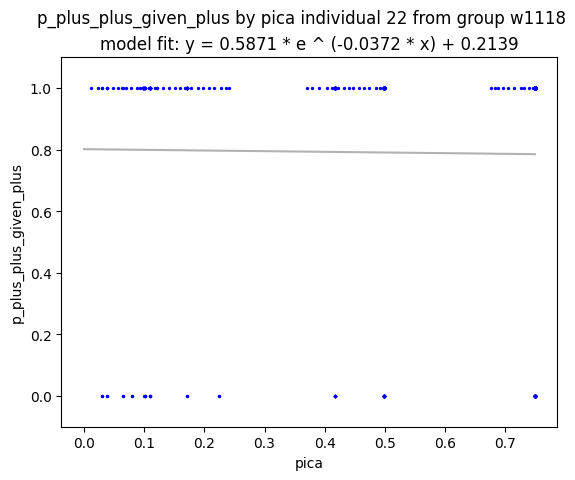 p_plus_plus_given_plus by pica individual 22 from group w1118
model fit: y = 0.5871 * e ^ (-0.0372 * x) + 0.2139
p_plus_plus_given_plus
1.0
0.8
0.6
0.4
0.2
0.0
0.0 0.1 0.2 0.3 0.4 0.5 0.6 0.7
pica